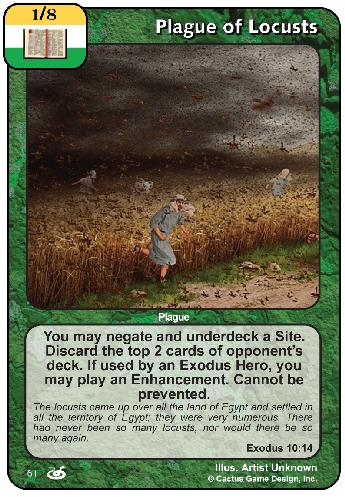 1/8
Plague of Locusts
Plague
You may negate and underdeck a Site.
Discard the top 2 cards of opponent's
deck. If used by an Exodus Hero, you
may play an Enhancement. Cannot be
prevented.
The locusts came up over all the land of Egypt and settled in
all the territory of Egypt; they were very numerous. There
had never been so many locusts, nor would there be so
many again.
Exodus 10:14
61
Illus. Artist Unknown
© Cactus Game Design, Inc.